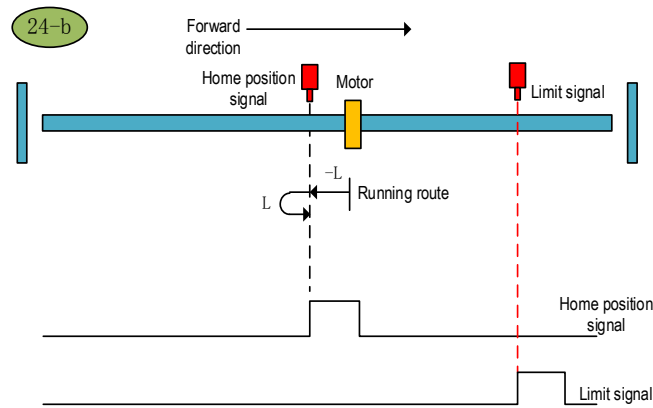 24-b
Forward
direction
Home position
signal
Motor
Limit signal
-L
L
Running route
Home position
signal
Limit signal